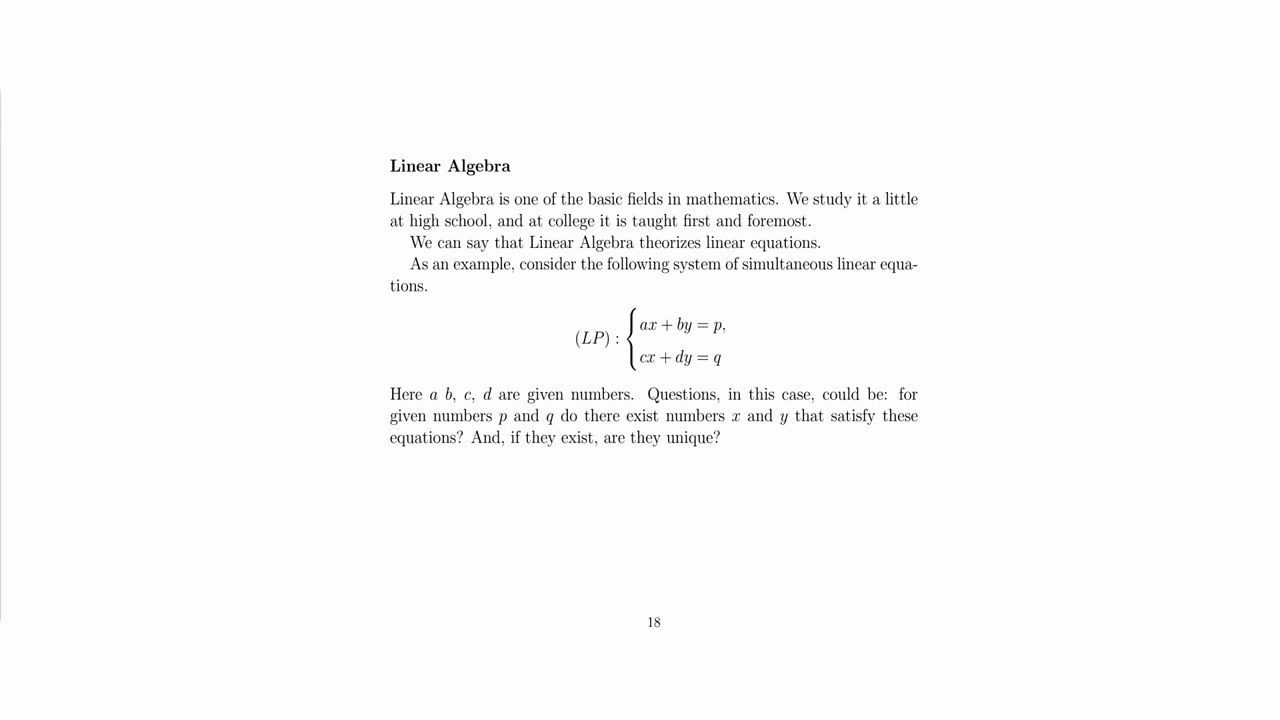 Linear Algebra
Linear Algebra is one of the basic fields in mathematics. We study it a little
at high school, and at college it is taught first and foremost.
We can say that Linear Algebra theorizes linear equations.
As an example, consider the following system of simultaneous linear equa-
tions.
(LP) : { ax + by = p,
cx + dy = q
Here a b, c, d are given numbers. Questions, in this case, could be: for
given numbers p and q do there exist numbers x and y that satisfy these
equations? And, if they exist, are they unique?
18